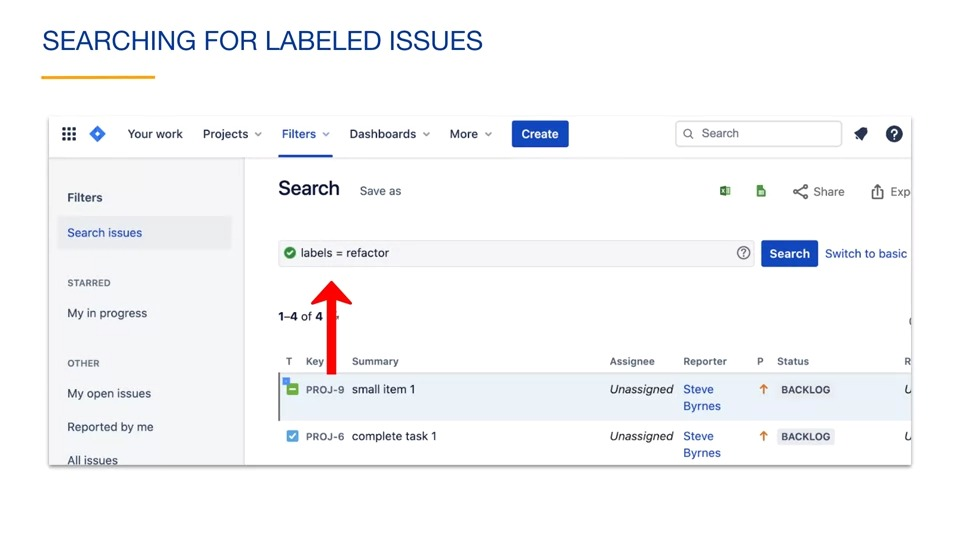 SEARCHING FOR LABELED ISSUES
Your work Projects Filters Dashboards More Create Search
Filters
Search issues
STARRED
My in progress
OTHER
My open issues
Reported by me
All issues
Search Save as Share Exp
labels = refactor Search Switch to basic
1–4 of 4
T Key Summary Assignee Reporter P Status R
PROJ-9 small item 1 Unassigned Steve Byrnes BACKLOG U
PROJ-6 complete task 1 Unassigned Steve Byrnes BACKLOG U